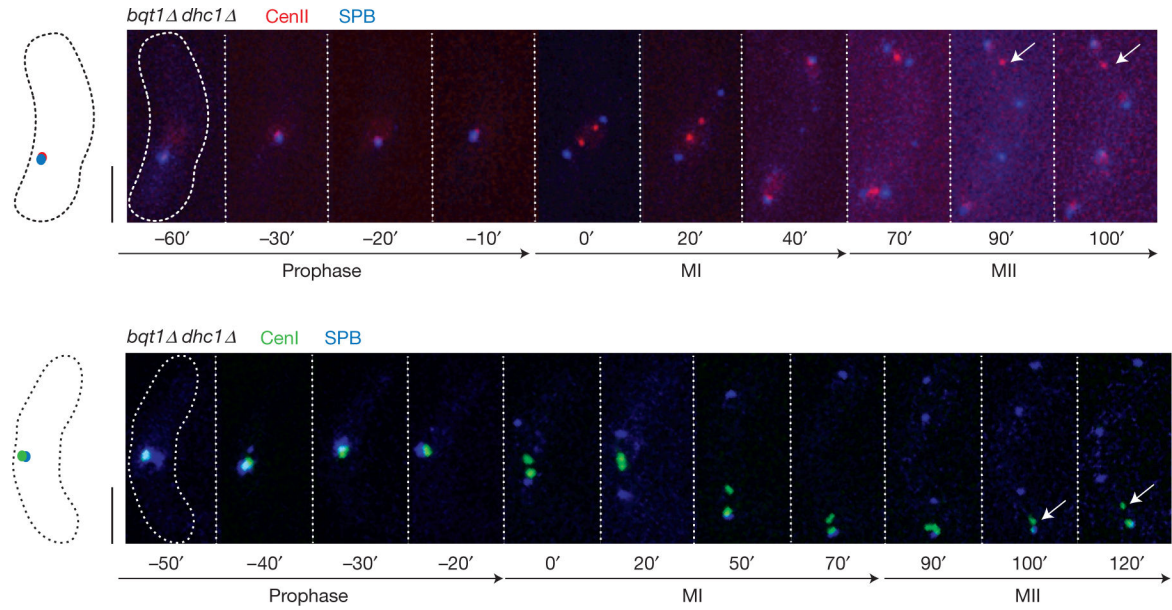 bqt1Δ dhc1Δ CenII SPB
–60′ –30′ –20′ –10′ 0′ 20′ 40′ 70′ 90′ 100′
Prophase MI MII
bqt1Δ dhc1Δ CenI SPB
–50′ –40′ –30′ –20′ 0′ 20′ 50′ 70′ 90′ 100′ 120′
Prophase MI MII